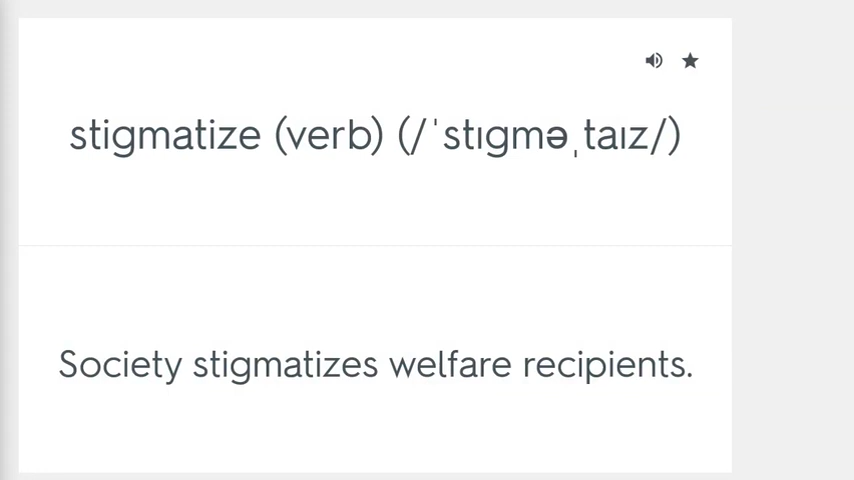 stigmatize (verb) (/ˈstɪgməˌtaɪz/)
Society stigmatizes welfare recipients.